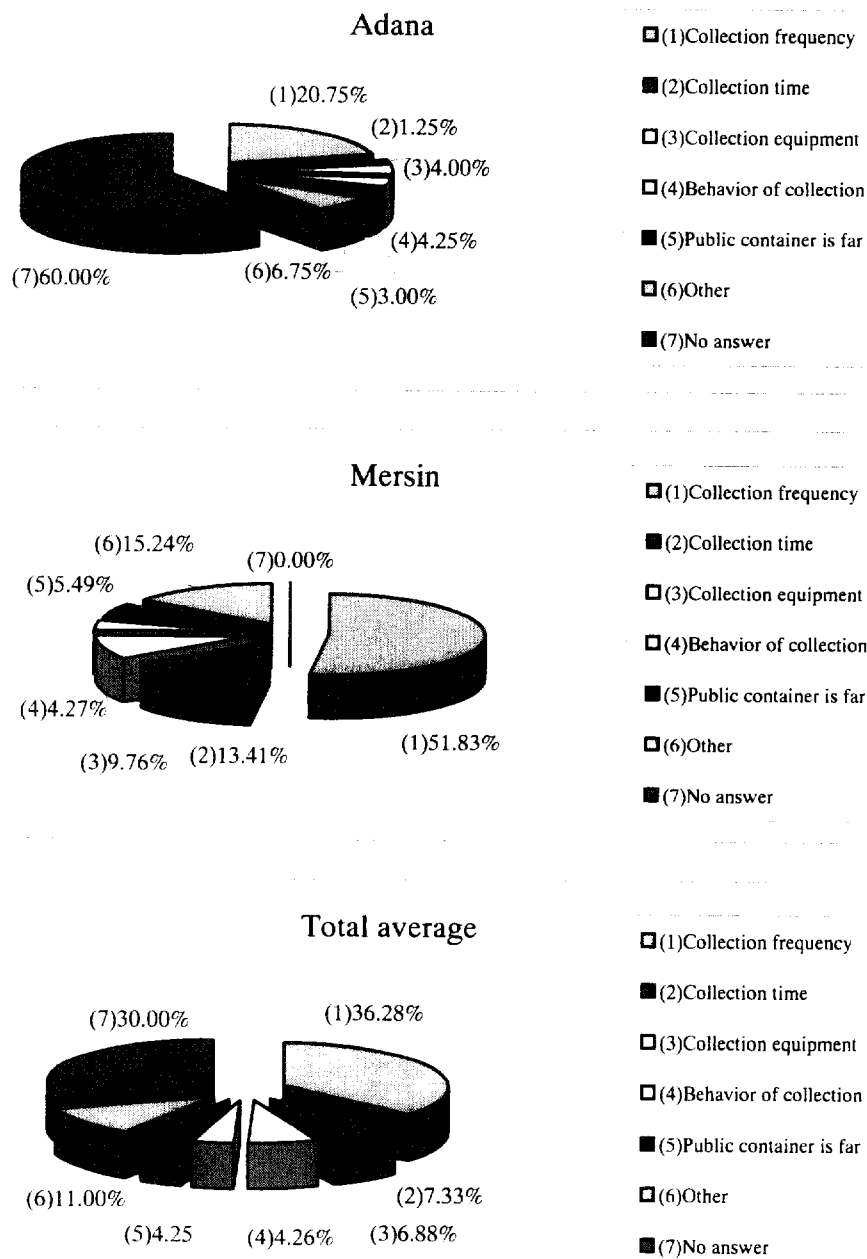 Adana
(1)20.75%
(2)1.25%
(3)4.00%
(4)4.25%
(5)3.00%
(6)6.75%
(7)60.00%
(1)Collection frequency
(2)Collection time
(3)Collection equipment
(4)Behavior of collection
(5)Public container is far
(6)Other
(7)No answer
Mersin
(6)15.24%
(7)0.00%
(5)5.49%
(4)4.27%
(3)9.76%
(2)13.41%
(1)51.83%
(1)Collection frequency
(2)Collection time
(3)Collection equipment
(4)Behavior of collection
(5)Public container is far
(6)Other
(7)No answer
Total average
(7)30.00%
(1)36.28%
(6)11.00%
(5)4.25
(4)4.26%
(3)6.88%
(2)7.33%
(1)Collection frequency
(2)Collection time
(3)Collection equipment
(4)Behavior of collection
(5)Public container is far
(6)Other
(7)No answer